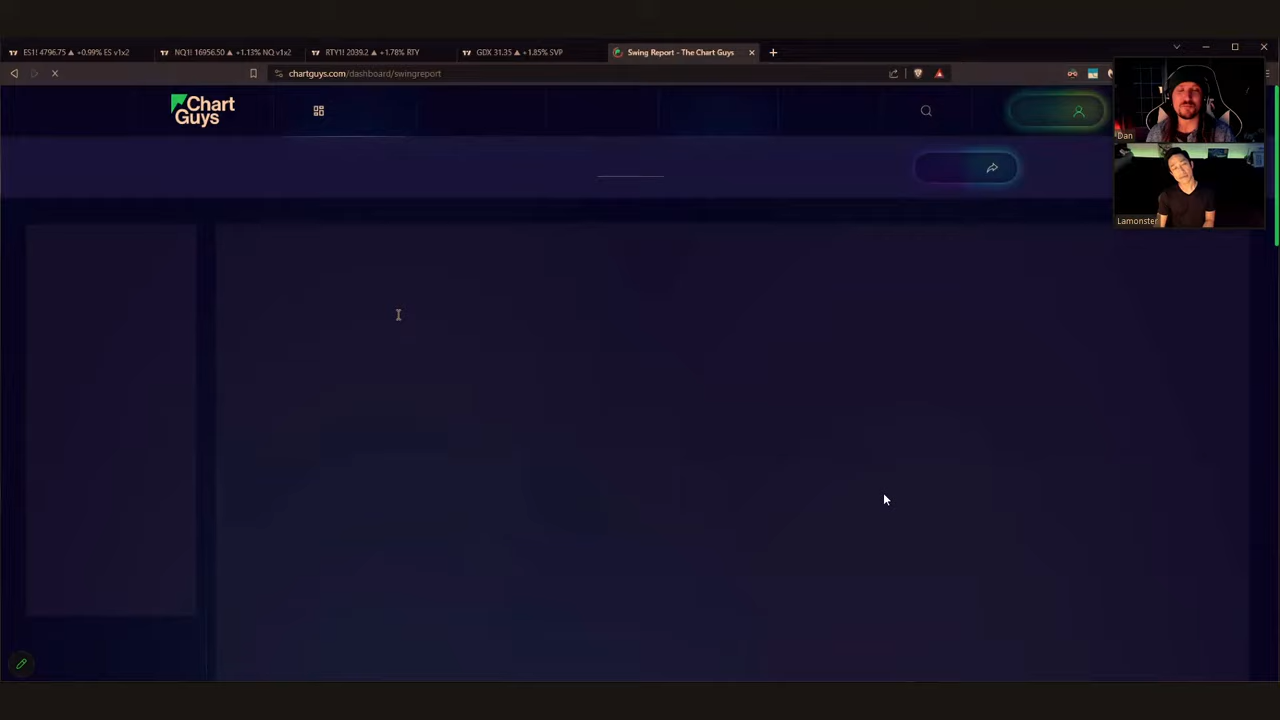 ES1! 4796.75 ▲ +0.99% ES v1x2
NQ1! 16956.50 ▲ +1.13% NQ v1x2
RTY1! 2039.2 ▲ +1.78% RTY
GDX 31.35 ▲ +1.85% SVP
Swing Report - The Chart Guys
chartguys.com/dashboard/swingreport
Chart
Guys
Dan
Lamonster